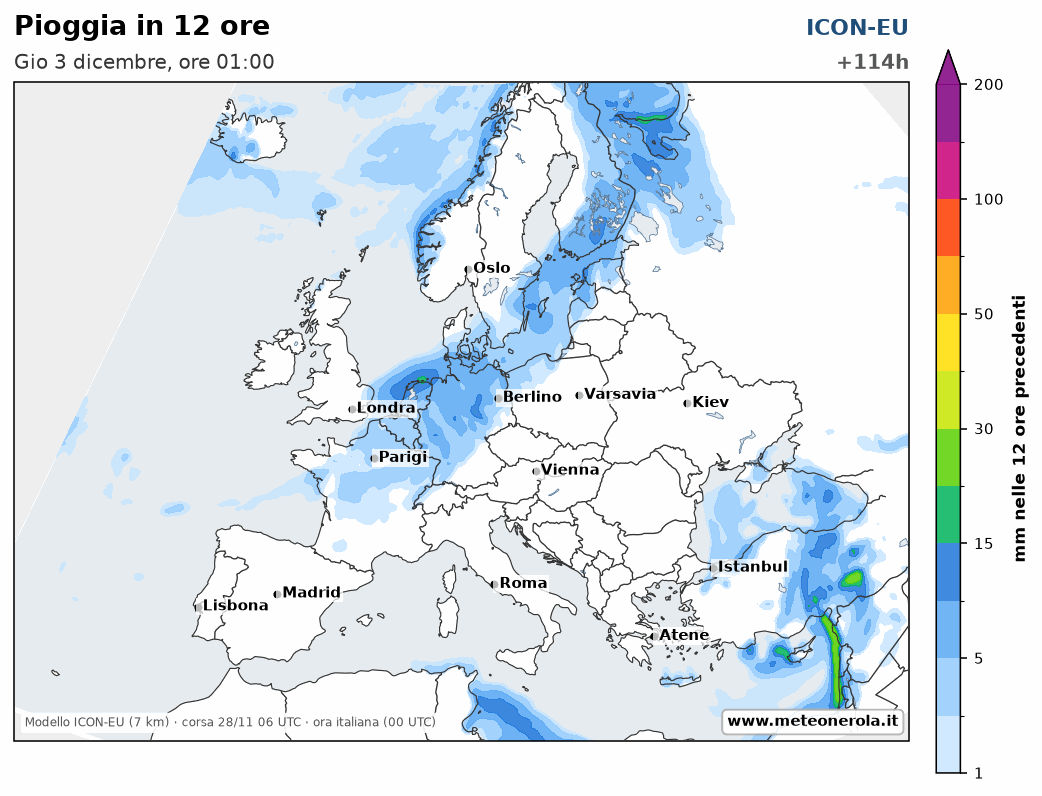 Pioggia in 12 ore
ICON-EU
Gio 3 dicembre, ore 01:00
+114h
200
100
50
30
15
5
1
mm nelle 12 ore precedenti
Oslo
Londra
Berlino
Varsavia
Kiev
Parigi
Vienna
Istanbul
Roma
Madrid
Lisbona
Atene
Modello ICON-EU (7 km) · corsa 28/11 06 UTC · ora italiana (00 UTC)
www.meteonerola.it